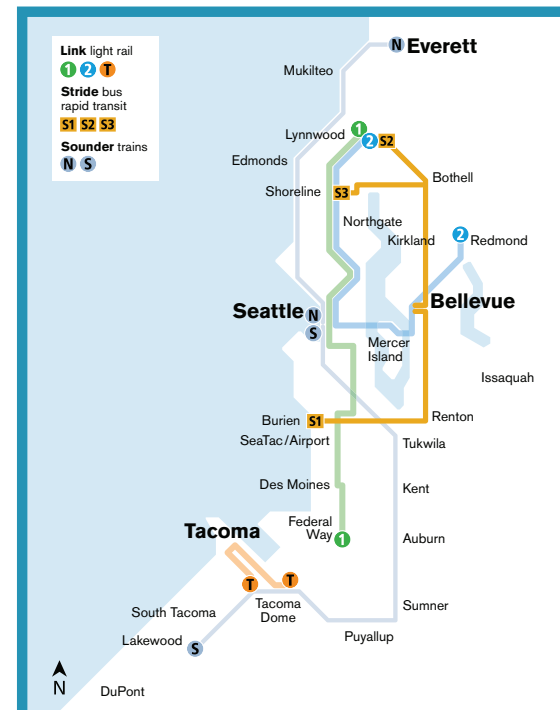 Link light rail
1 2 T
Stride bus
rapid transit
S1 S2 S3
Sounder trains
N S
N Everett
Mukilteo
Lynnwood
1
2 S2
Edmonds
Bothell
Shoreline S3
Northgate
Kirkland
2 Redmond
Seattle N
S
Bellevue
Mercer
Island
Issaquah
Burien S1
Renton
SeaTac/Airport
Tukwila
Des Moines
Kent
Federal
Way 1
Auburn
Tacoma
T T
Tacoma
Dome
South Tacoma
Sumner
Lakewood S
Puyallup
N
DuPont